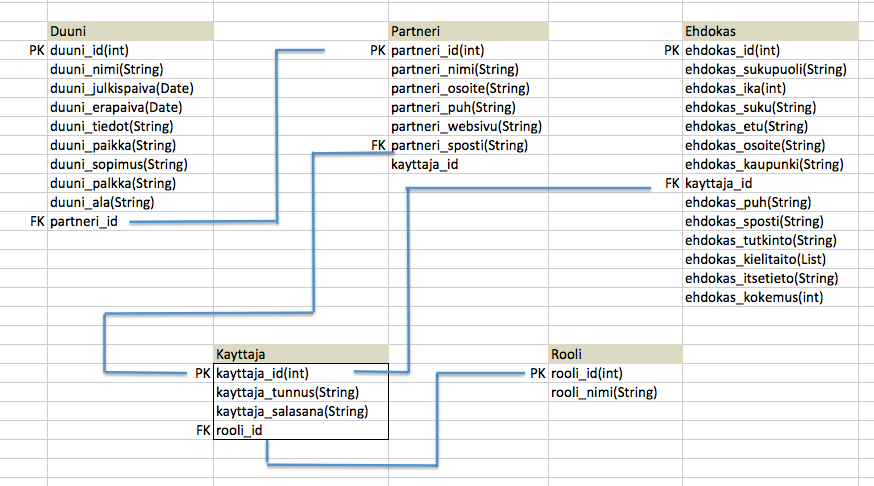 Duuni
PK duuni_id(int)
duuni_nimi(String)
duuni_julkispaiva(Date)
duuni_erapaiva(Date)
duuni_tiedot(String)
duuni_paikka(String)
duuni_sopimus(String)
duuni_palkka(String)
duuni_ala(String)
FK partneri_id
Partneri
PK partneri_id(int)
partneri_nimi(String)
partneri_osoite(String)
partneri_puh(String)
partneri_websivu(String)
FK partneri_sposti(String)
kayttaja_id
Ehdokas
PK ehdokas_id(int)
ehdokas_sukupuoli(String)
ehdokas_ika(int)
ehdokas_suku(String)
ehdokas_etu(String)
ehdokas_osoite(String)
ehdokas_kaupunki(String)
FK kayttaja_id
ehdokas_puh(String)
ehdokas_sposti(String)
ehdokas_tutkinto(String)
ehdokas_kielitaito(List)
ehdokas_itsetieto(String)
ehdokas_kokemus(int)
Kayttaja
PK kayttaja_id(int)
kayttaja_tunnus(String)
kayttaja_salasana(String)
FK rooli_id
Rooli
PK rooli_id(int)
rooli_nimi(String)